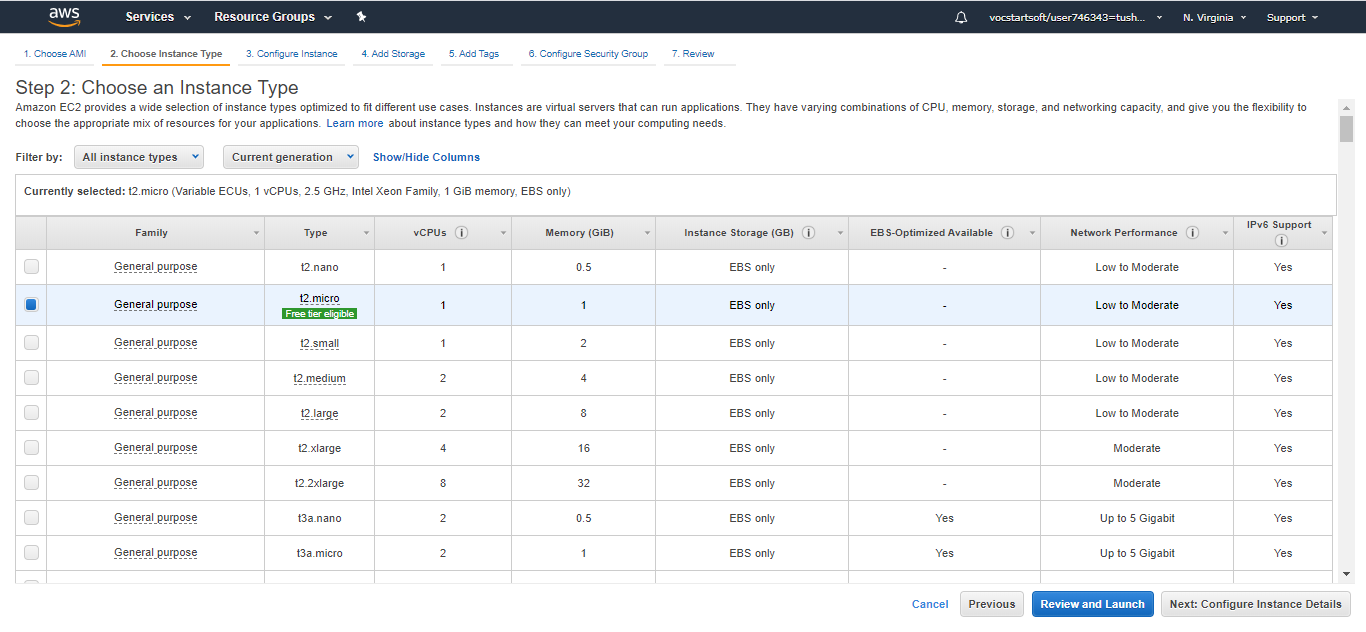 aws Services Resource Groups vocstartsoft/user746343=tush... N. Virginia Support
1. Choose AMI 2. Choose Instance Type 3. Configure Instance 4. Add Storage 5. Add Tags 6. Configure Security Group 7. Review
Step 2: Choose an Instance Type
Amazon EC2 provides a wide selection of instance types optimized to fit different use cases. Instances are virtual servers that can run applications. They have varying combinations of CPU, memory, storage, and networking capacity, and give you the flexibility to
choose the appropriate mix of resources for your applications. Learn more about instance types and how they can meet your computing needs.
Filter by: All instance types Current generation Show/Hide Columns
Currently selected: t2.micro (Variable ECUs, 1 vCPUs, 2.5 GHz, Intel Xeon Family, 1 GiB memory, EBS only)
Family Type vCPUs i Memory (GiB) Instance Storage (GB) i EBS-Optimized Available i Network Performance i IPv6 Support i
General purpose t2.nano 1 0.5 EBS only - Low to Moderate Yes
General purpose t2.micro 1 1 EBS only - Low to Moderate Yes
Free tier eligible
General purpose t2.small 1 2 EBS only - Low to Moderate Yes
General purpose t2.medium 2 4 EBS only - Low to Moderate Yes
General purpose t2.large 2 8 EBS only - Low to Moderate Yes
General purpose t2.xlarge 4 16 EBS only - Moderate Yes
General purpose t2.2xlarge 8 32 EBS only - Moderate Yes
General purpose t3a.nano 2 0.5 EBS only Yes Up to 5 Gigabit Yes
General purpose t3a.micro 2 1 EBS only Yes Up to 5 Gigabit Yes
Cancel Previous Review and Launch Next: Configure Instance Details